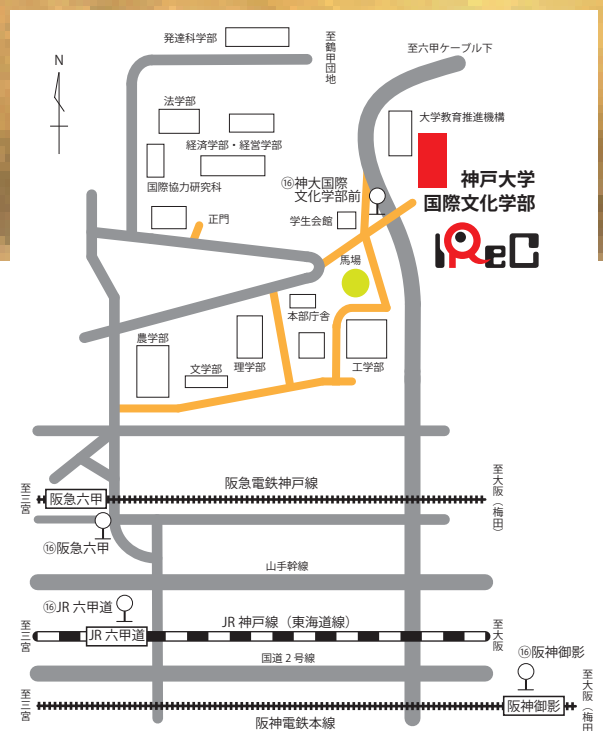 発達科学部
至鶴甲団地
至六甲ケーブル下
N
法学部
大学教育推進機構
経済学部・経営学部
国際協力研究科
⑯神大国際
文化学部前
神戸大学
国際文化学部
IReC
正門
学生会館
馬場
本部庁舎
農学部
文学部
理学部
工学部
至三宮
阪急六甲
阪急電鉄神戸線
至大阪（梅田）
⑯阪急六甲
山手幹線
⑯JR 六甲道
至三宮
JR 六甲道
JR 神戸線（東海道線）
至大阪
国道２号線
⑯阪神御影
至三宮
阪神電鉄本線
阪神御影
至大阪（梅田